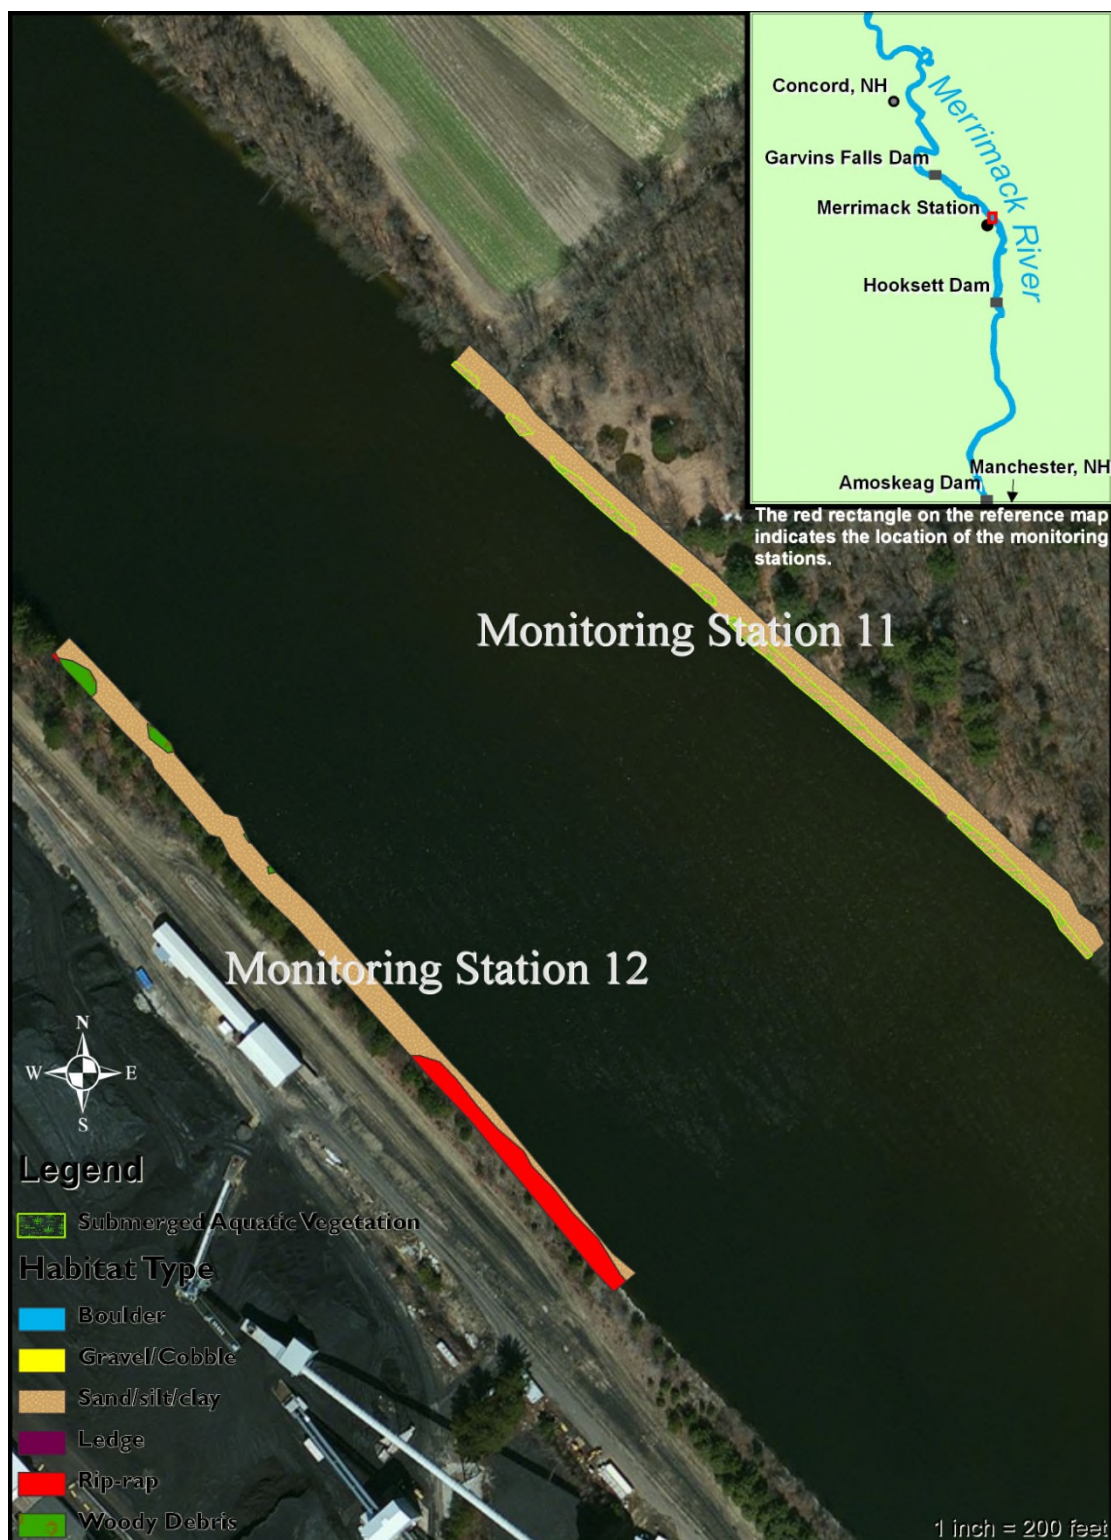 Concord, NH
Merrimack River
Garvins Falls Dam
Merrimack Station
Hooksett Dam
Manchester, NH
Amoskeag Dam
The red rectangle on the reference map
indicates the location of the monitoring
stations.
Monitoring Station 11
Monitoring Station 12
N
W E
S
Legend
Submerged Aquatic Vegetation
Habitat Type
Boulder
Gravel/Cobble
Sand/silt/clay
Ledge
Rip-rap
Woody Debris
1 inch = 200 feet